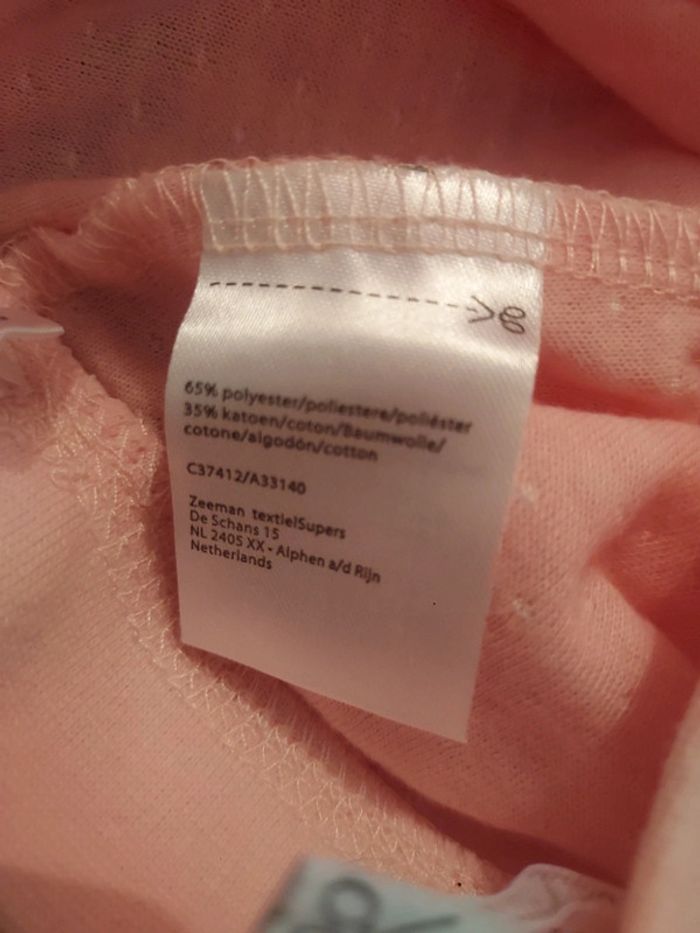 65% polyester/poliestere/poliéster
35% katoen/coton/Baumwolle/
cotone/algodón/cotton
C37412/A33140
Zeeman textielSupers
De Schans 15
NL 2405 XX - Alphen a/d Rijn
Netherlands